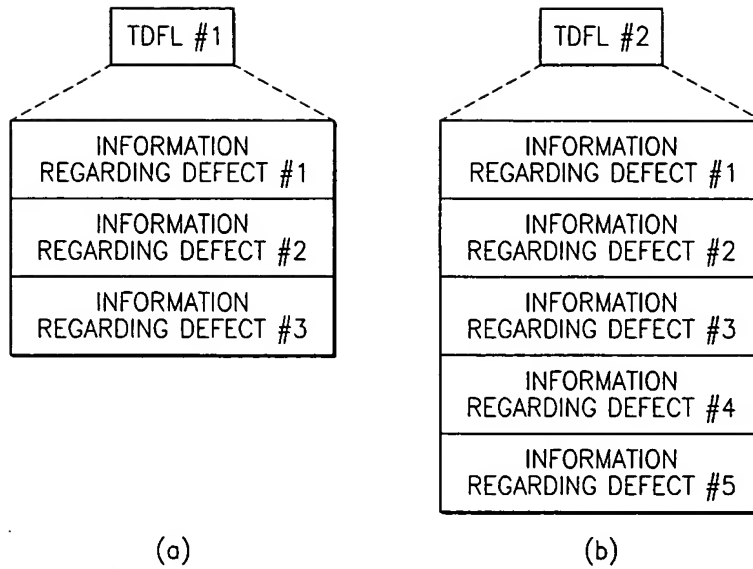 TDFL #1
INFORMATION
REGARDING DEFECT #1
INFORMATION
REGARDING DEFECT #2
INFORMATION
REGARDING DEFECT #3
(a)
TDFL #2
INFORMATION
REGARDING DEFECT #1
INFORMATION
REGARDING DEFECT #2
INFORMATION
REGARDING DEFECT #3
INFORMATION
REGARDING DEFECT #4
INFORMATION
REGARDING DEFECT #5
(b)